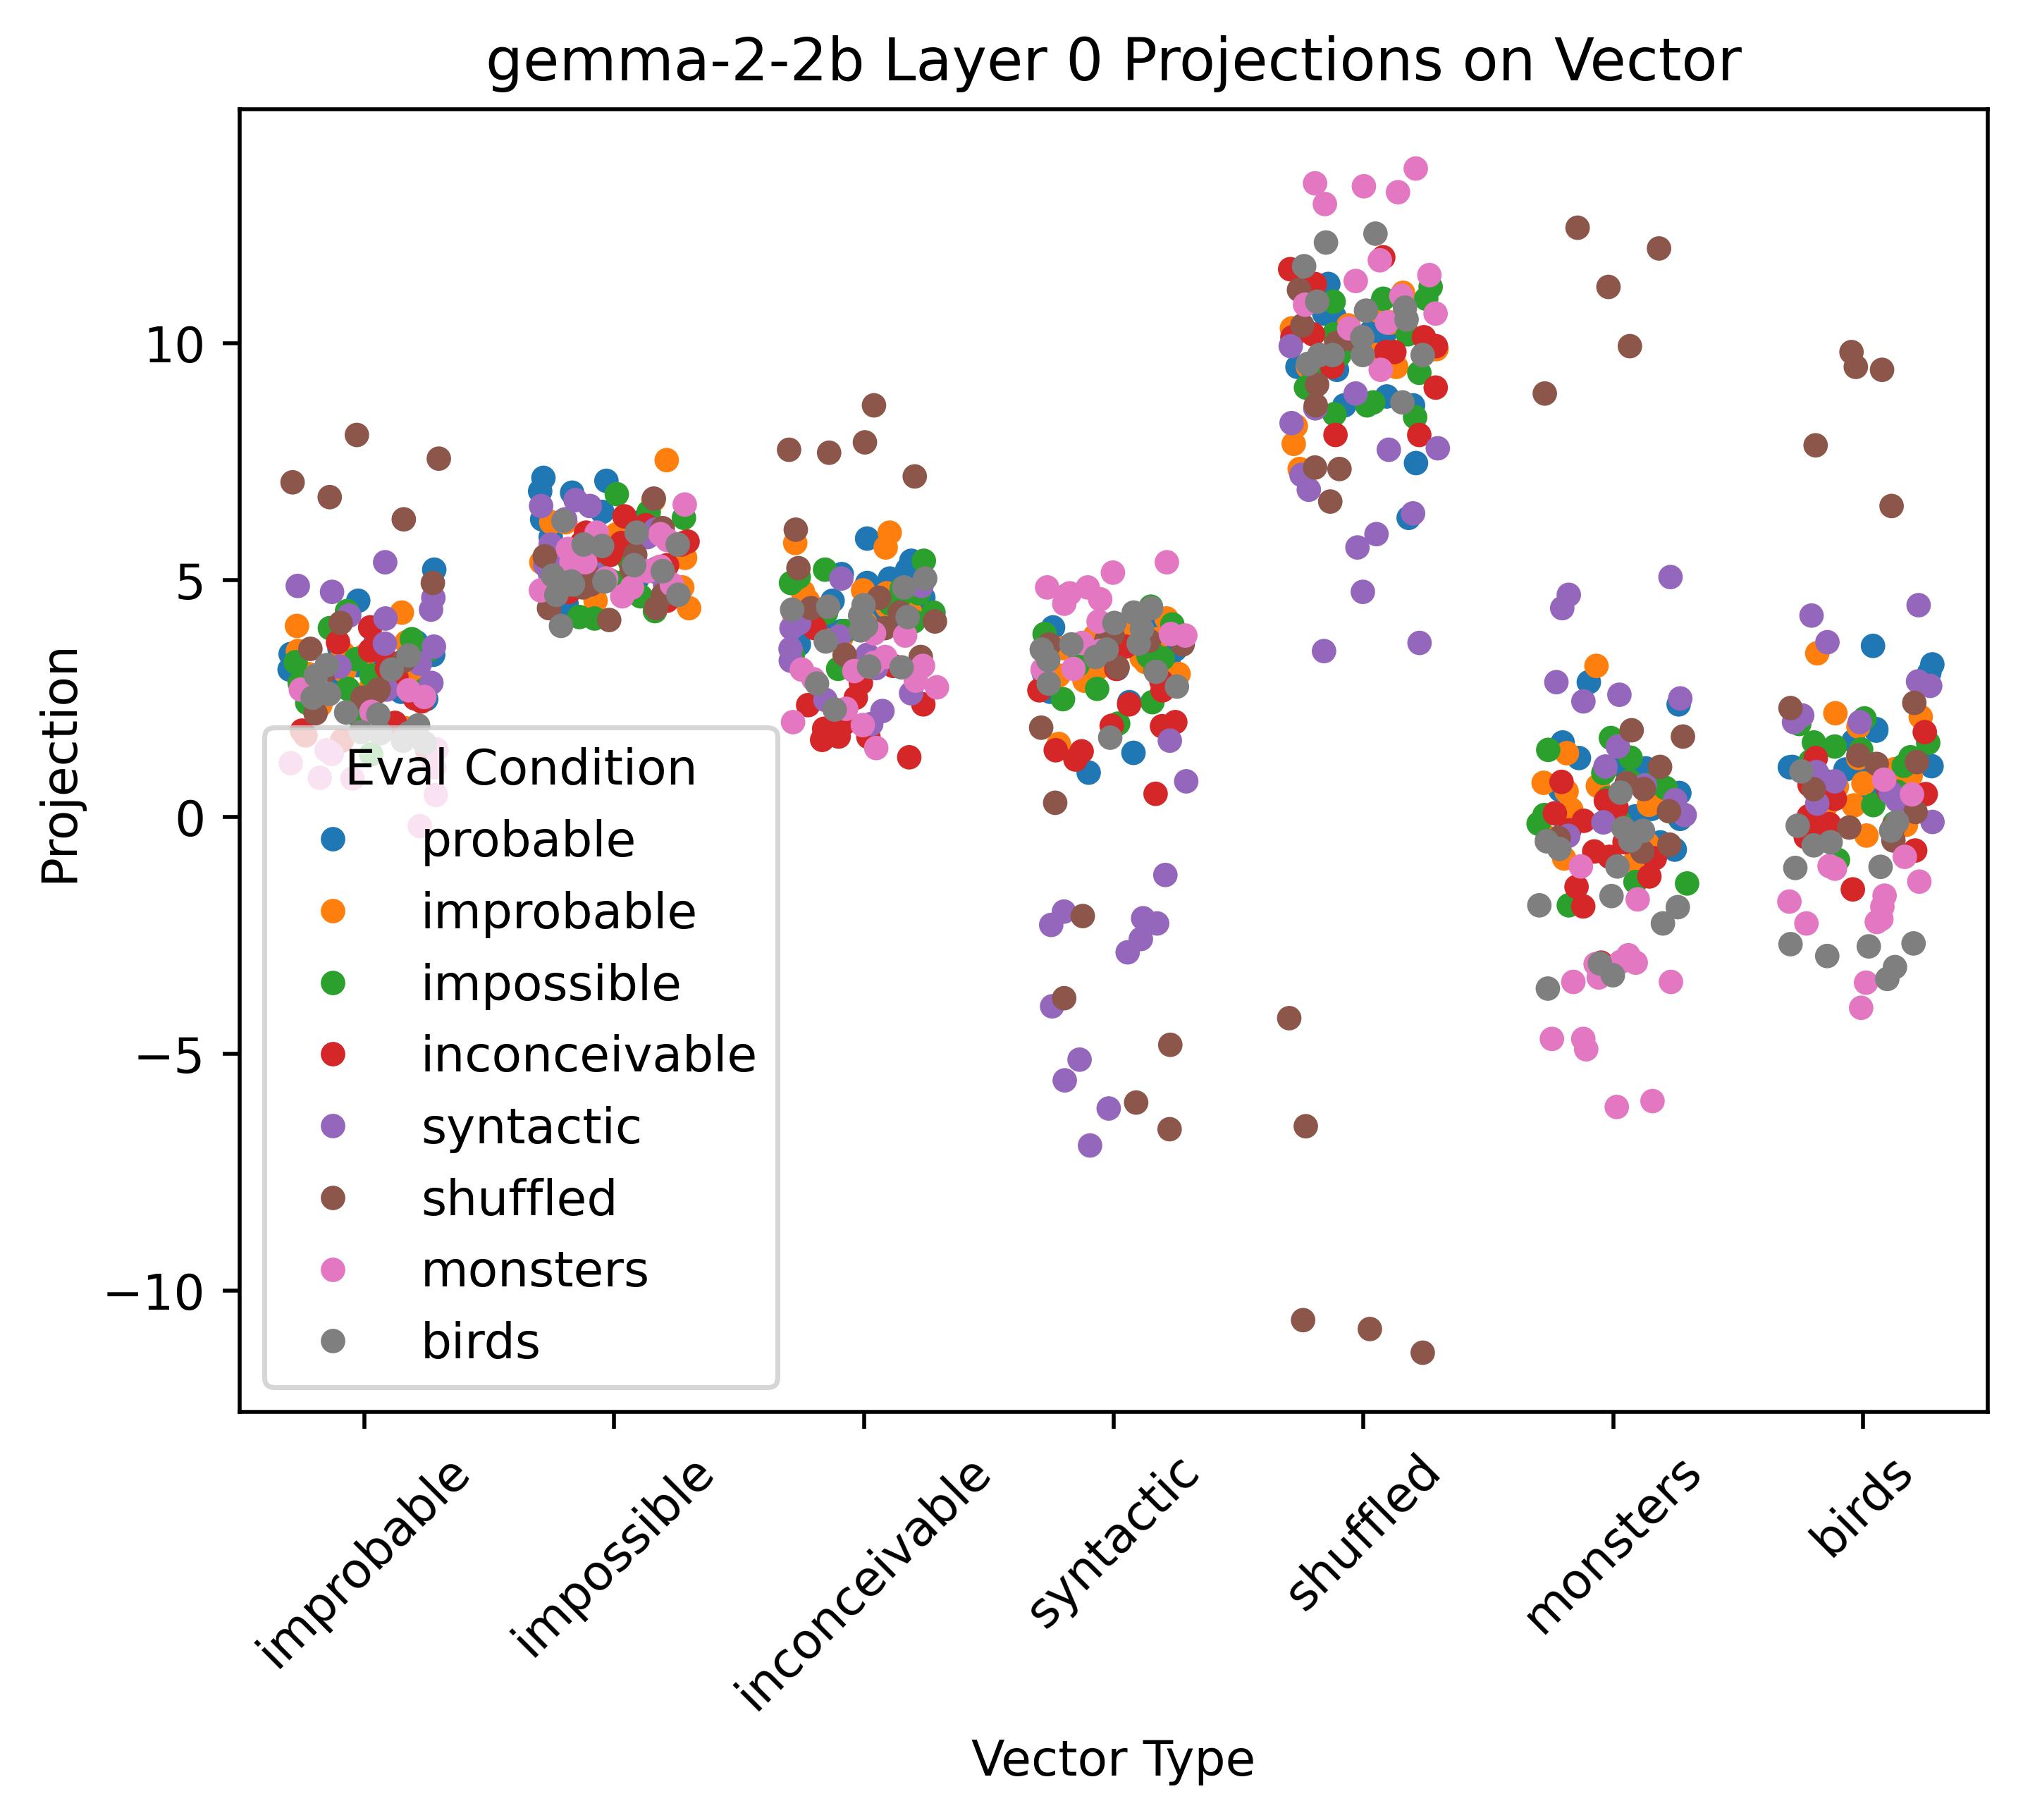 gemma-2-2b Layer 0 Projections on Vector
Projection
10
5
0
−5
−10
Eval Condition
probable
improbable
impossible
inconceivable
syntactic
shuffled
monsters
birds
improbable
impossible
inconceivable
syntactic
shuffled
monsters
birds
Vector Type